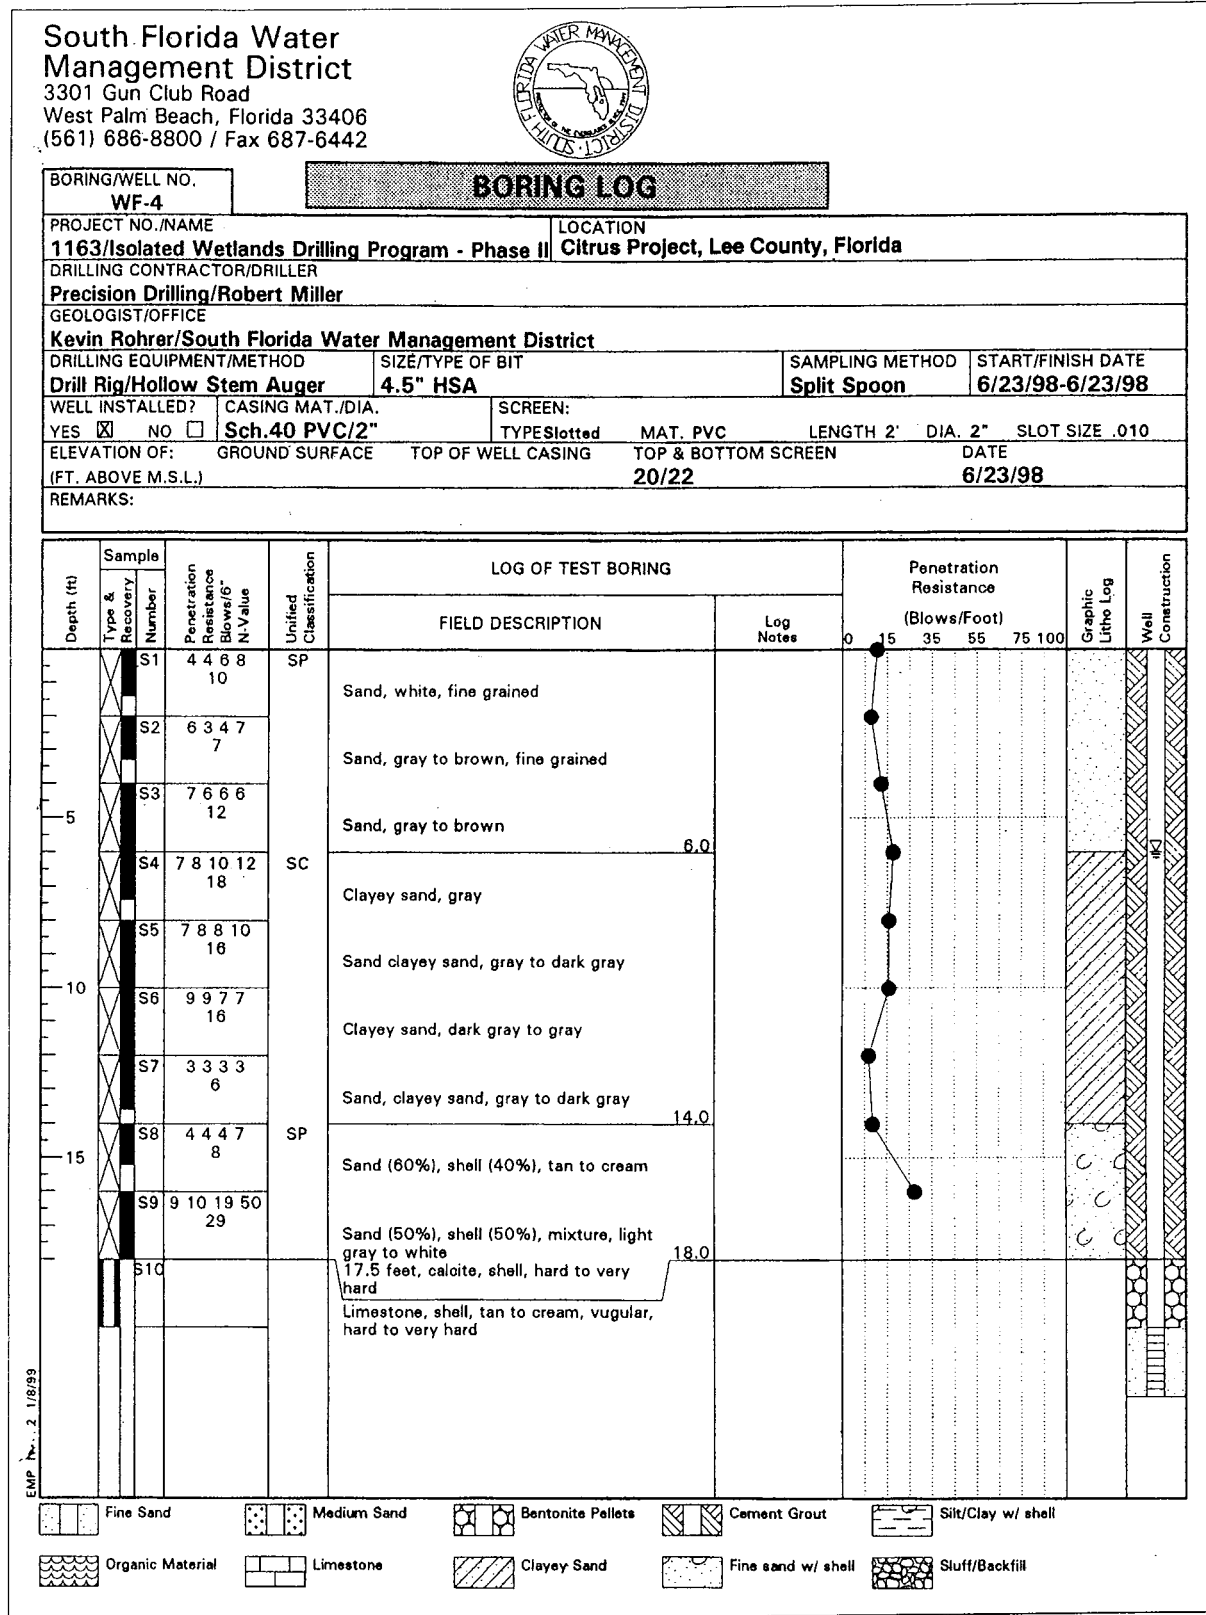 South Florida Water
Management District
3301 Gun Club Road
West Palm Beach, Florida 33406
(561) 686-8800 / Fax 687-6442
SOUTH FLORIDA WATER MANAGEMENT DISTRICT
BORING/WELL NO.
WF-4
BORING LOG
PROJECT NO./NAME
1163/Isolated Wetlands Drilling Program - Phase II
LOCATION
Citrus Project, Lee County, Florida
DRILLING CONTRACTOR/DRILLER
Precision Drilling/Robert Miller
GEOLOGIST/OFFICE
Kevin Rohrer/South Florida Water Management District
DRILLING EQUIPMENT/METHOD SIZE/TYPE OF BIT SAMPLING METHOD START/FINISH DATE
Drill Rig/Hollow Stem Auger 4.5" HSA Split Spoon 6/23/98-6/23/98
WELL INSTALLED? CASING MAT./DIA. SCREEN:
YES ☒ NO ☐ Sch.40 PVC/2" TYPE Slotted MAT. PVC LENGTH 2' DIA. 2" SLOT SIZE .010
ELEVATION OF: GROUND SURFACE TOP OF WELL CASING TOP & BOTTOM SCREEN DATE
(FT. ABOVE M.S.L.) 20/22 6/23/98
REMARKS:
Depth (ft)
Sample
Type &
Recovery
Number
Penetration
Resistance
Blows/6"
N-Value
Unified
Classification
LOG OF TEST BORING
FIELD DESCRIPTION
Log
Notes
Penetration
Resistance
(Blows/Foot)
0 15 35 55 75 100
Graphic
Litho Log
Well
Construction
S1 4 4 6 8 SP
10
Sand, white, fine grained
S2 6 3 4 7
7
Sand, gray to brown, fine grained
S3 7 6 6 6
12
5
Sand, gray to brown
6.0
S4 7 8 10 12 SC
18
Clayey sand, gray
S5 7 8 8 10
16
Sand clayey sand, gray to dark gray
10
S6 9 9 7 7
16
Clayey sand, dark gray to gray
S7 3 3 3 3
6
Sand, clayey sand, gray to dark gray
14.0
S8 4 4 4 7 SP
8
15
Sand (60%), shell (40%), tan to cream
S9 9 10 19 50
29
Sand (50%), shell (50%), mixture, light
gray to white
18.0
S10
17.5 feet, calcite, shell, hard to very
hard
Limestone, shell, tan to cream, vugular,
hard to very hard
2 1/8/99
EMP
Fine Sand Medium Sand Bentonite Pellets Cement Grout Silt/Clay w/ shell
Organic Material Limestone Clayey Sand Fine sand w/ shell Sluff/Backfill